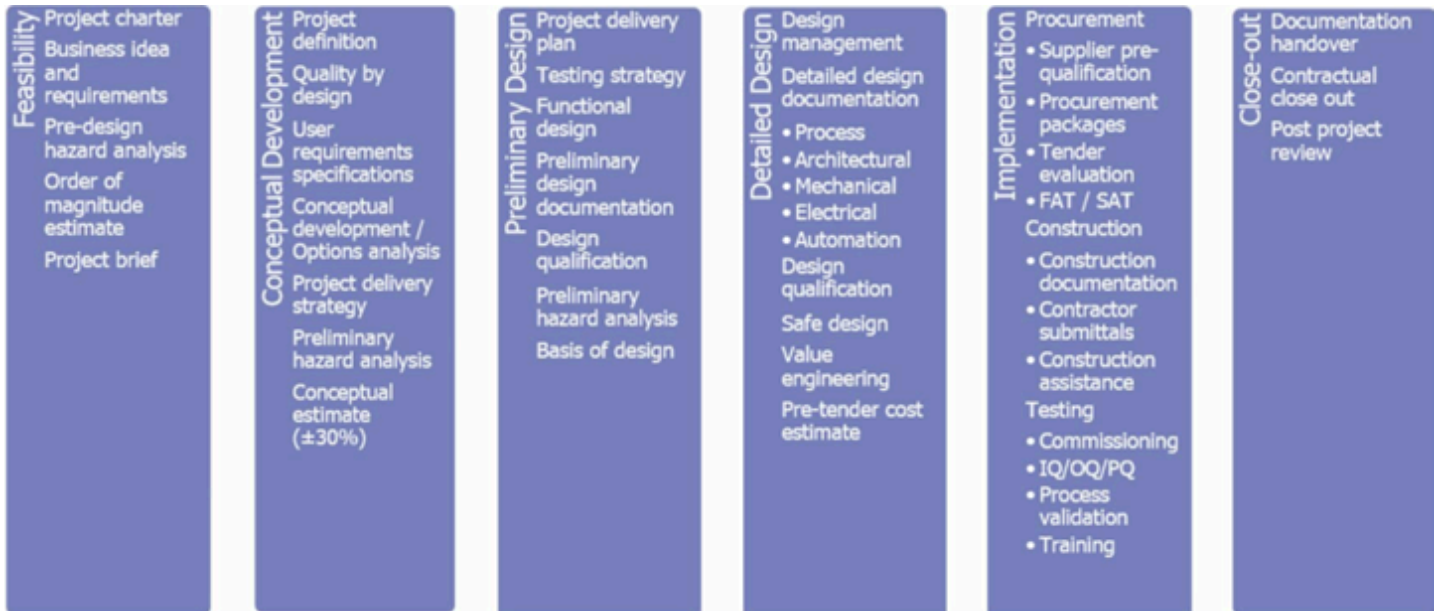 Feasibility
Project charter
Business idea
and
requirements
Pre-design
hazard analysis
Order of
magnitude
estimate
Project brief
Conceptual Development
Project
definition
Quality by
design
User
requirements
specifications
Conceptual
development /
Options analysis
Project delivery
strategy
Preliminary
hazard analysis
Conceptual
estimate
(±30%)
Preliminary Design
Project delivery
plan
Testing strategy
Functional
design
Preliminary
design
documentation
Design
qualification
Preliminary
hazard analysis
Basis of design
Detailed Design
Design
management
Detailed design
documentation
• Process
• Architectural
• Mechanical
• Electrical
• Automation
Design
qualification
Safe design
Value
engineering
Pre-tender cost
estimate
Implementation
Procurement
• Supplier pre-
qualification
• Procurement
packages
• Tender
evaluation
• FAT / SAT
Construction
• Construction
documentation
• Contractor
submittals
• Construction
assistance
Testing
• Commissioning
• IQ/OQ/PQ
• Process
validation
• Training
Close-out
Documentation
handover
Contractual
close out
Post project
review